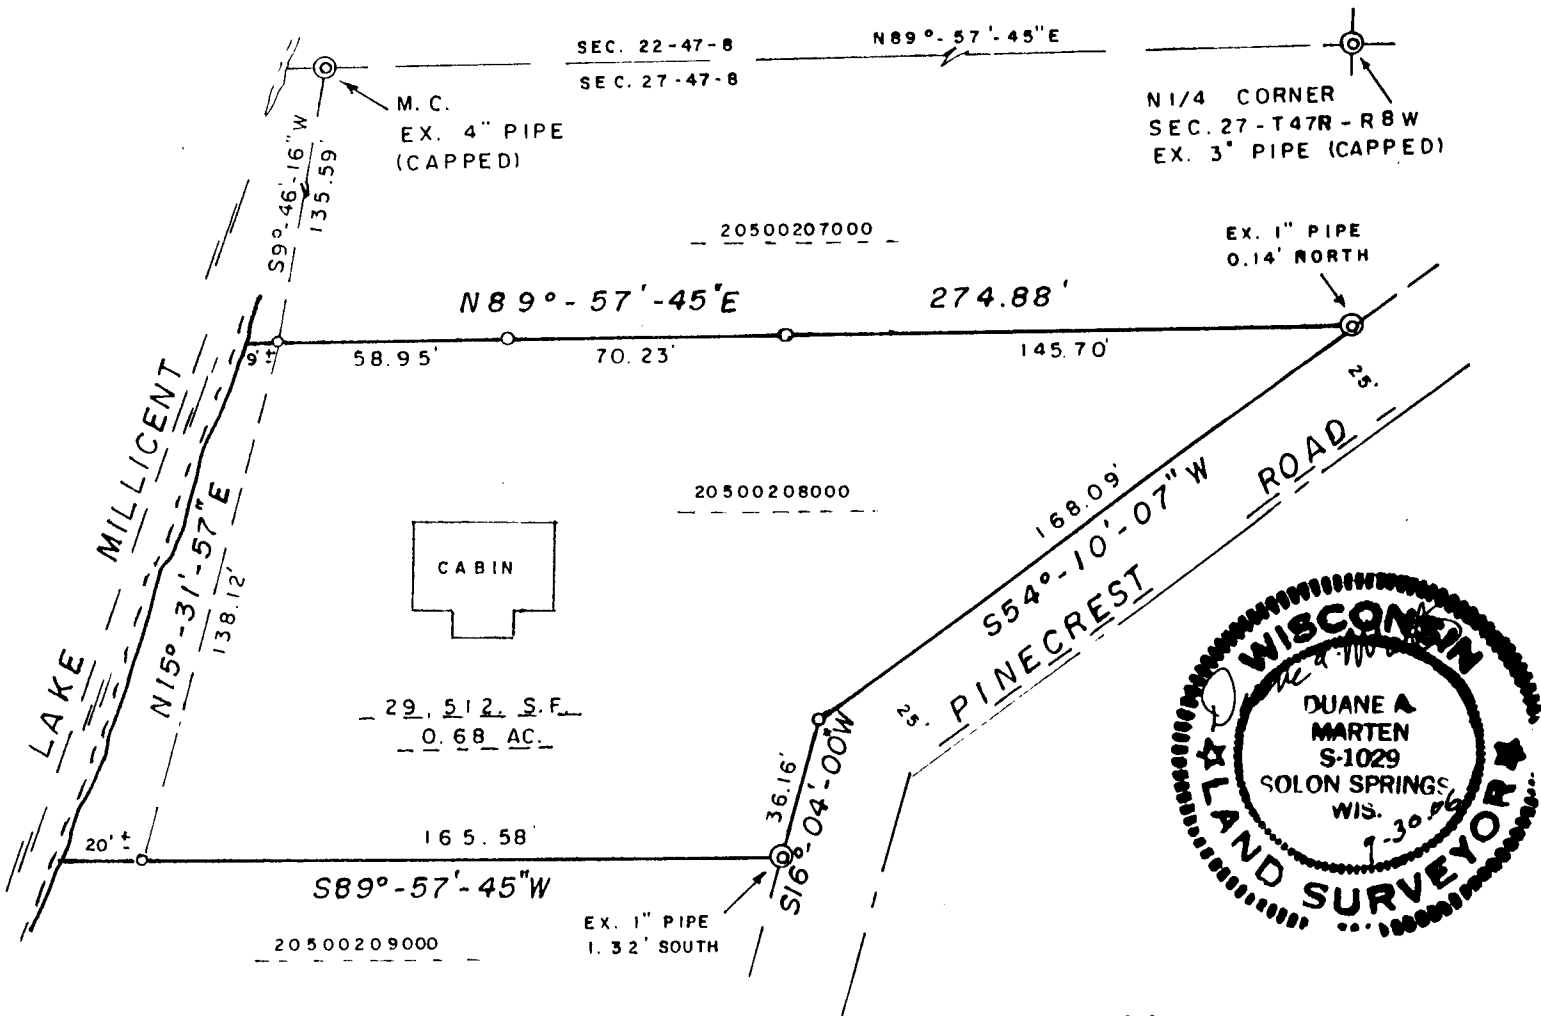 SEC. 22-47-8
N89°-57'-45"E
SEC. 27-47-8
M. C.
EX. 4" PIPE
(CAPPED)
N 1/4 CORNER
SEC. 27-T47R-R8W
EX. 3" PIPE (CAPPED)
S9°-46'-16"W
135.59'
20500207000
EX. 1" PIPE
0.14' NORTH
N89°-57'-45"E 274.88'
9'±
58.95'
70.23'
145.70'
25'
LAKE MILLICENT
N15°-31'-57"E
138.12'
20500208000
168.09'
S54°-10'-07"W
PINECREST ROAD
CABIN
29,512. S.F.
0.68 AC.
25'
36.16'
S16°-04'-00"W
20'±
165.58'
S89°-57'-45"W
EX. 1" PIPE
1.32' SOUTH
20500209000
WISCONSIN
DUANE A.
MARTEN
S-1029
SOLON SPRINGS
WIS.
LAND SURVEYOR